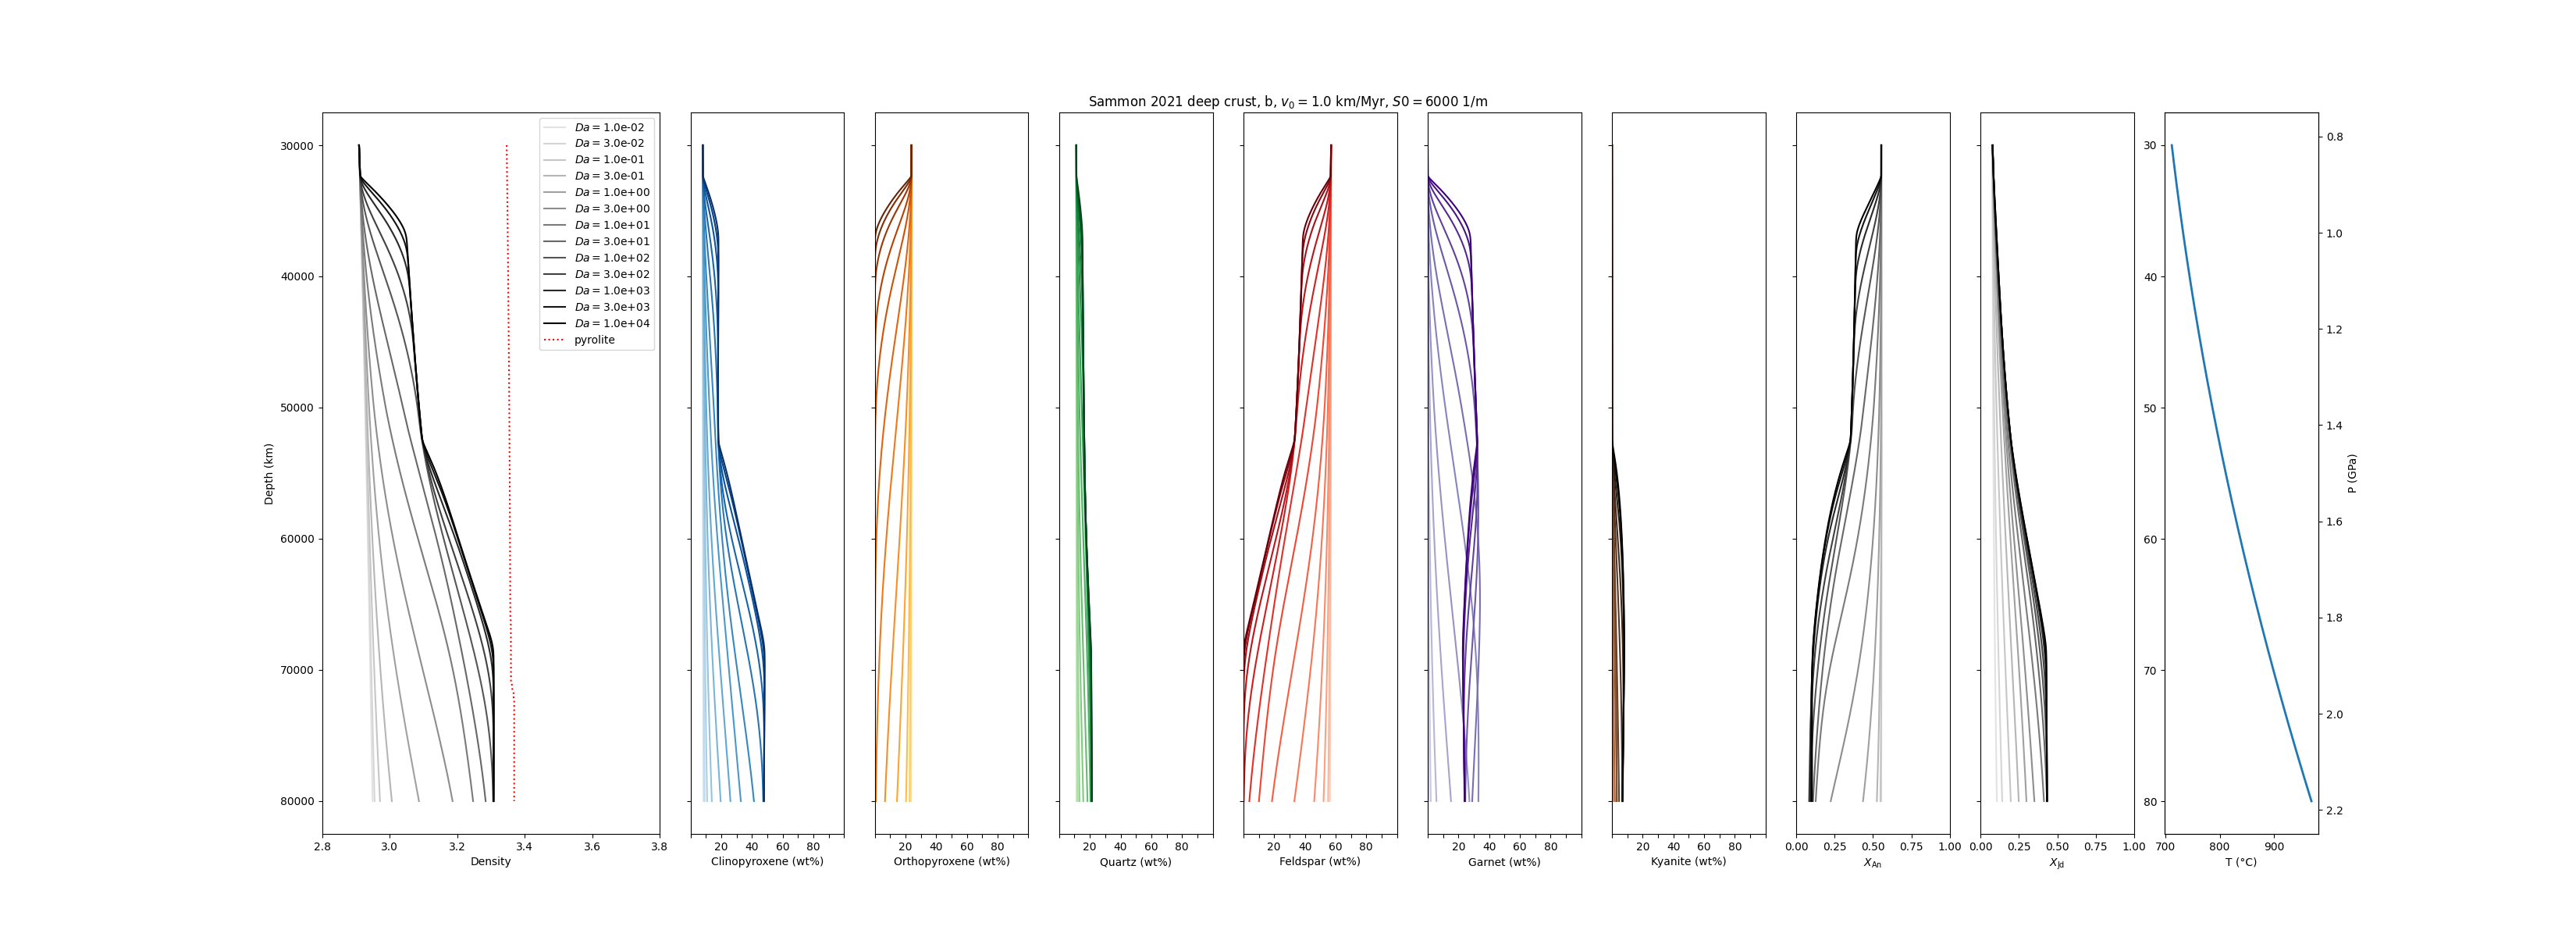 Sammon 2021 deep crust, b, v₀ = 1.0 km/Myr, S0 = 6000 1/m
Da = 1.0e-02
Da = 3.0e-02
Da = 1.0e-01
Da = 3.0e-01
Da = 1.0e+00
Da = 3.0e+00
Da = 1.0e+01
Da = 3.0e+01
Da = 1.0e+02
Da = 3.0e+02
Da = 1.0e+03
Da = 3.0e+03
Da = 1.0e+04
pyrolite
Depth (km)
30000
40000
50000
60000
70000
80000
2.8 3.0 3.2 3.4 3.6 3.8
Density
20 40 60 80
Clinopyroxene (wt%)
20 40 60 80
Orthopyroxene (wt%)
20 40 60 80
Quartz (wt%)
20 40 60 80
Feldspar (wt%)
20 40 60 80
Garnet (wt%)
20 40 60 80
Kyanite (wt%)
0.00 0.25 0.50 0.75 1.00
X_An
0.00 0.25 0.50 0.75 1.00
X_Jd
30
40
50
60
70
80
700 800 900
T (°C)
0.8
1.0
1.2
1.4
1.6
1.8
2.0
2.2
P (GPa)